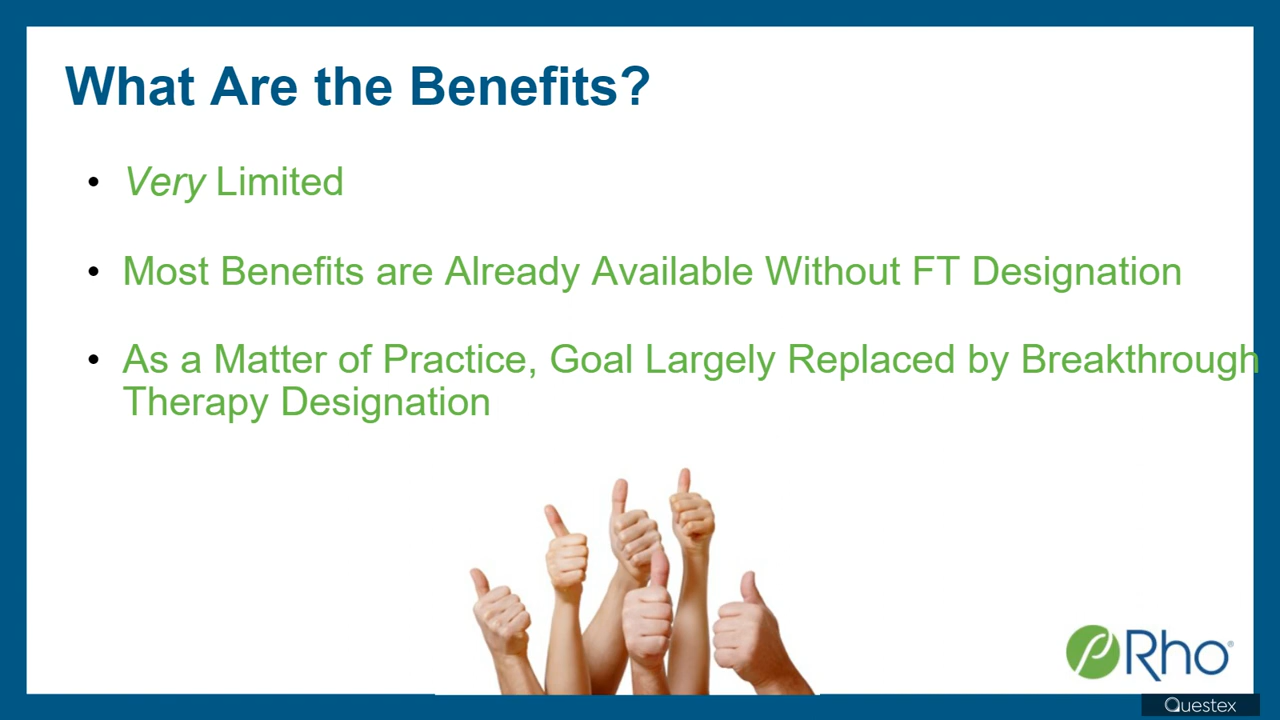 What Are the Benefits?
• Very Limited
• Most Benefits are Already Available Without FT Designation
• As a Matter of Practice, Goal Largely Replaced by Breakthrough
Therapy Designation
Rho®
Questex